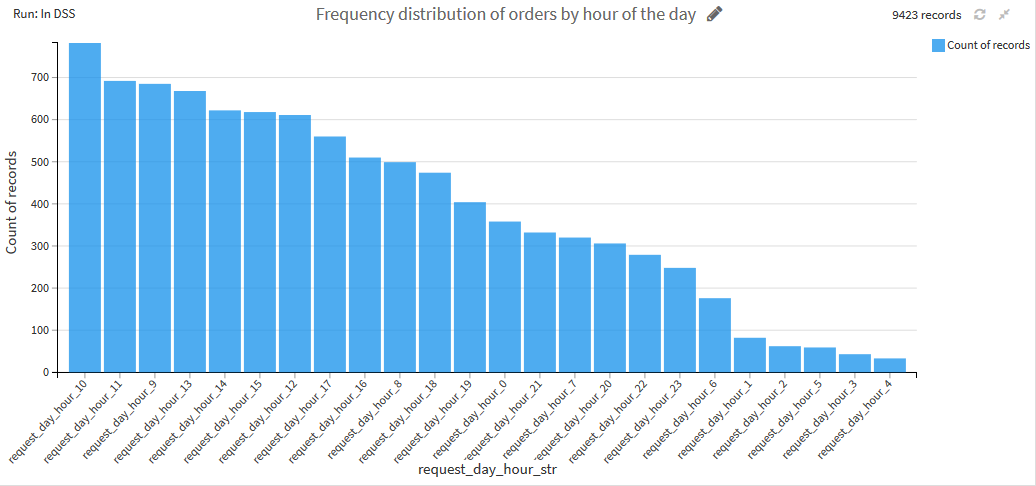 Run: In DSS
Frequency distribution of orders by hour of the day
9423 records
Count of records
Count of records
700
600
500
400
300
200
100
0
request_day_hour_10
request_day_hour_11
request_day_hour_9
request_day_hour_13
request_day_hour_14
request_day_hour_15
request_day_hour_12
request_day_hour_17
request_day_hour_16
request_day_hour_8
request_day_hour_18
request_day_hour_19
request_day_hour_0
request_day_hour_21
request_day_hour_7
request_day_hour_20
request_day_hour_22
request_day_hour_23
request_day_hour_6
request_day_hour_1
request_day_hour_2
request_day_hour_5
request_day_hour_3
request_day_hour_4
request_day_hour_str